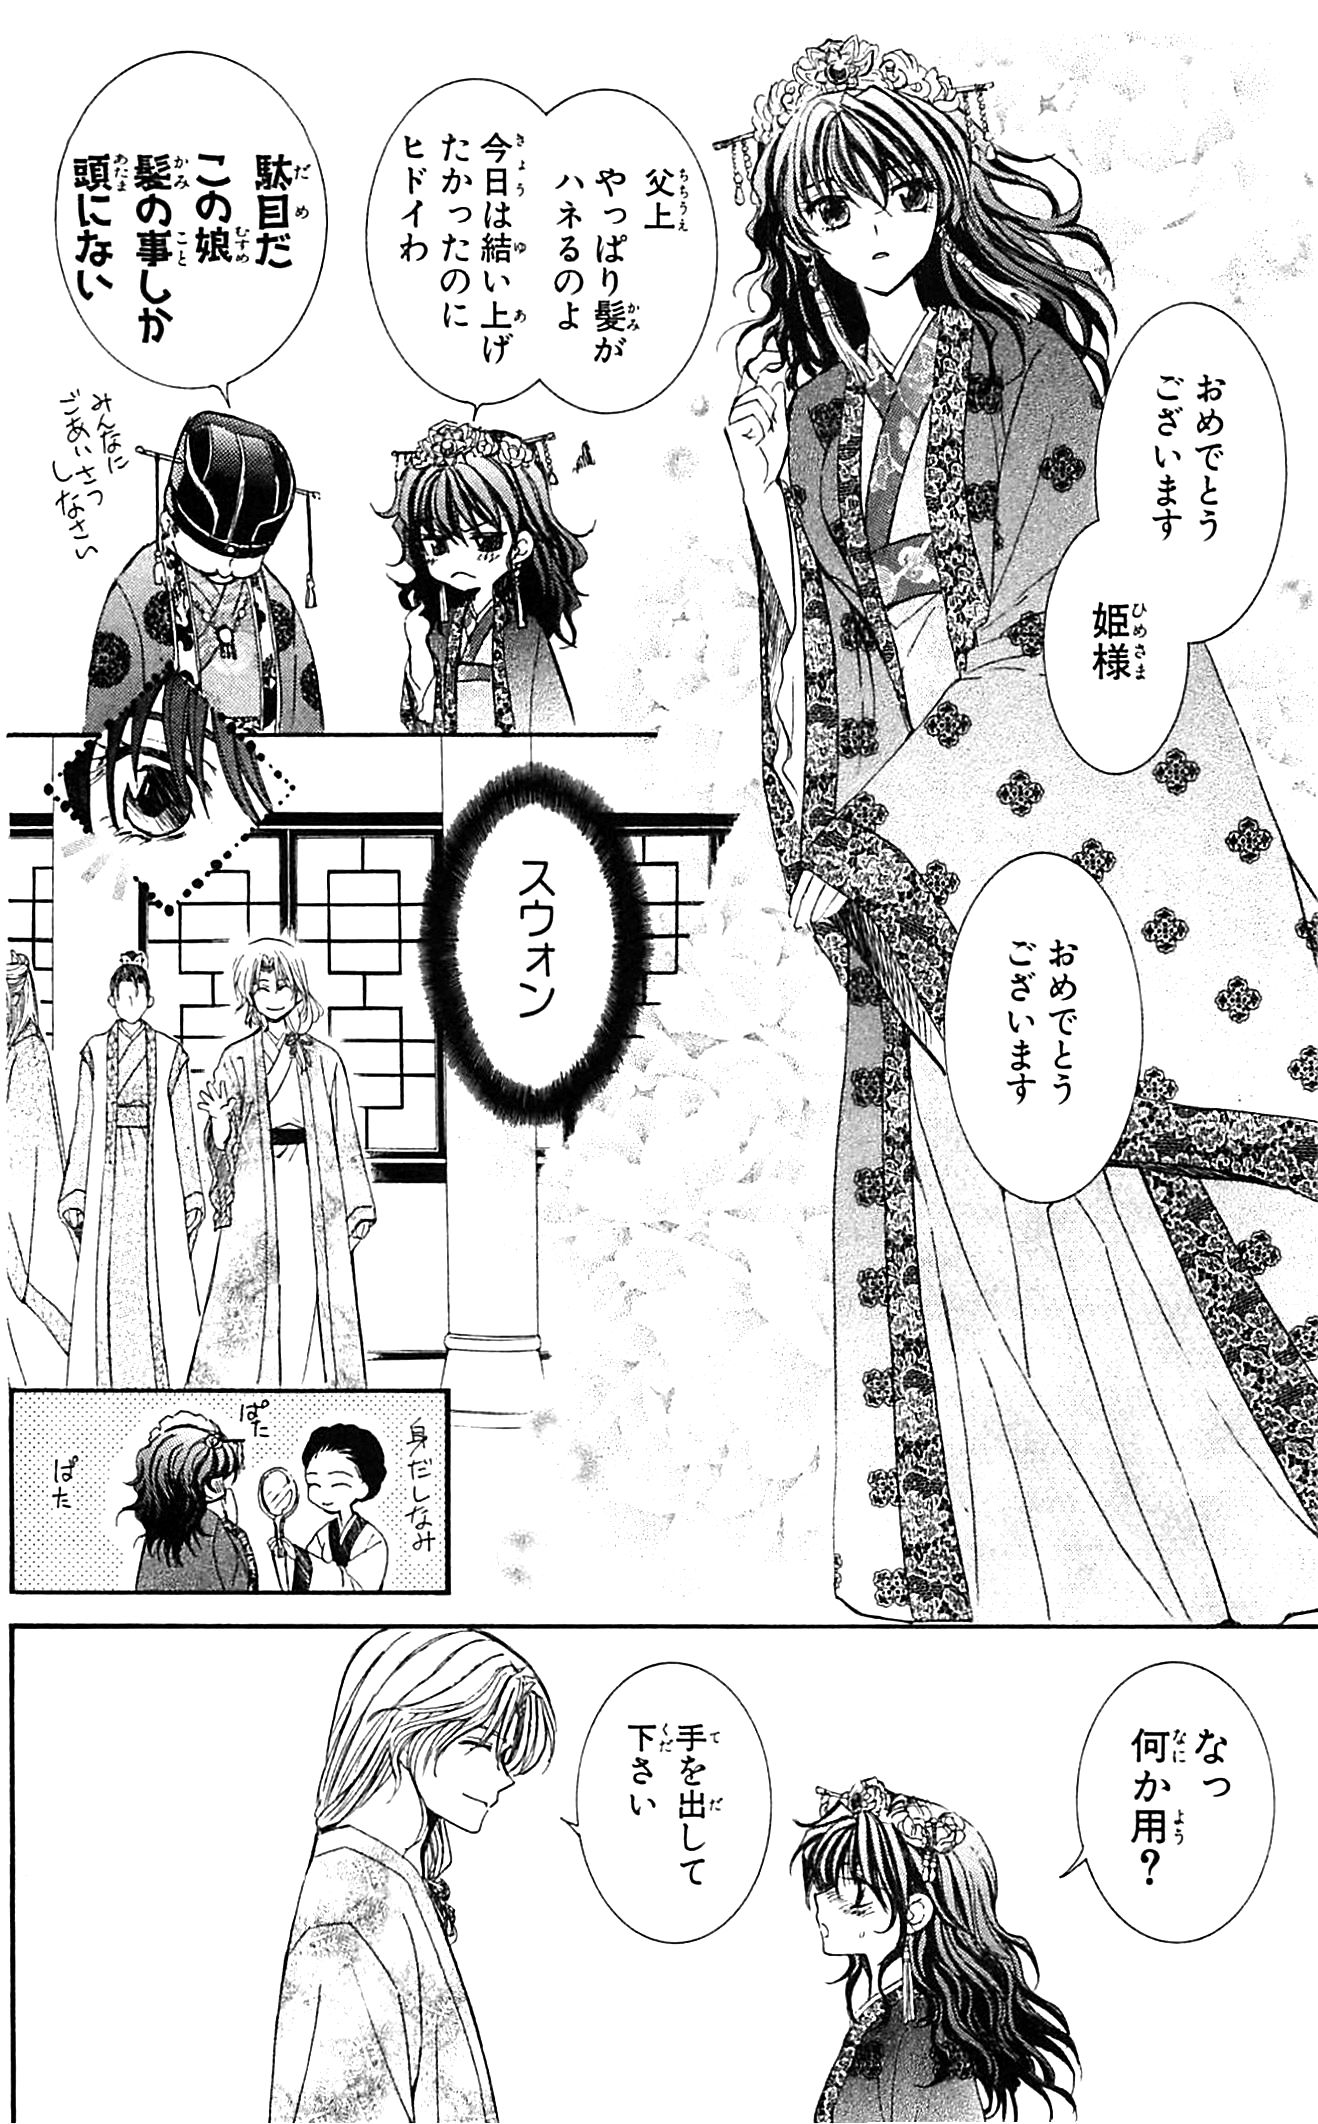 おめでとう
ございます
姫様
おめでとう
ございます
父上
やっぱり髪が
ハネるのよ
今日は結い上げ
たかったのに
ヒドイわ
駄目だ
この娘
髪の事しか
頭にない
みんなに
ごあいさつ
しなさい
スウォン
身だしなみ
ぱた
ぱた
なっ
何か用?
手を出して
下さい